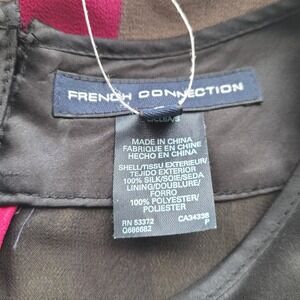 FRENCH CONNECTION
MADE IN CHINA
FABRIQUE EN CHINE
HECHO EN CHINA
SHELL/TISSU EXTERIEUR/
TEJIDO EXTERIOR
100% SILK/SOIE/SEDA
LINING/DOUBLURE/
FORRO
100% POLYESTER/
POLIESTER
RN 53372 CA34338
P